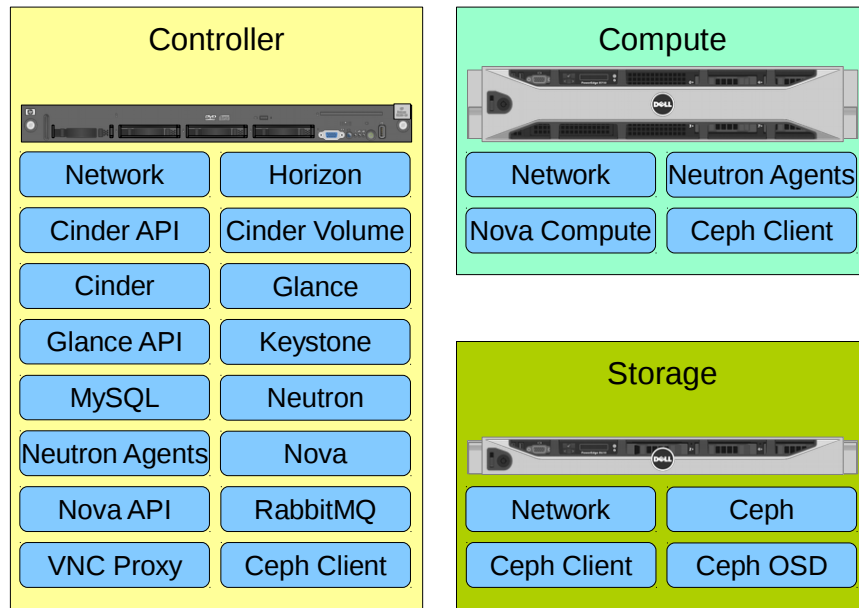 Controller
Network
Horizon
Cinder API
Cinder Volume
Cinder
Glance
Glance API
Keystone
MySQL
Neutron
Neutron Agents
Nova
Nova API
RabbitMQ
VNC Proxy
Ceph Client
Compute
DELL
Network
Neutron Agents
Nova Compute
Ceph Client
Storage
DELL
Network
Ceph
Ceph Client
Ceph OSD